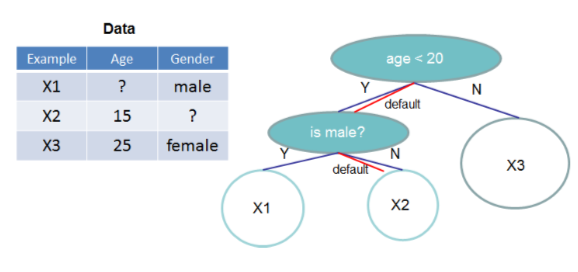 Data
Example Age Gender
X1 ? male
X2 15 ?
X3 25 female
age < 20
Y
N
default
is male?
Y
N
default
X1
X2
X3